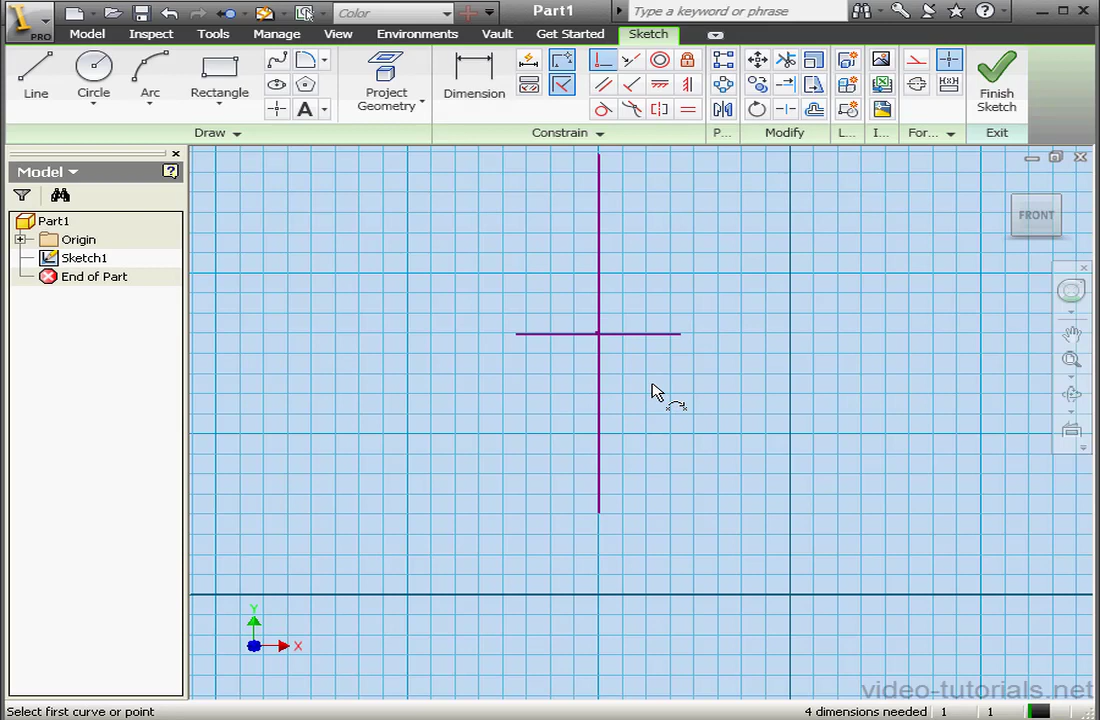 Color
Part1
Type a keyword or phrase
PRO
Model
Inspect
Tools
Manage
View
Environments
Vault
Get Started
Sketch
Line
Circle
Arc
Rectangle
A
Project
Geometry
Dimension
Finish
Sketch
Draw
Constrain
P...
Modify
L...
I...
For...
Exit
Model
Part1
Origin
Sketch1
End of Part
FRONT
Y
X
video-tutorials.net
Select first curve or point
4 dimensions needed
1
1